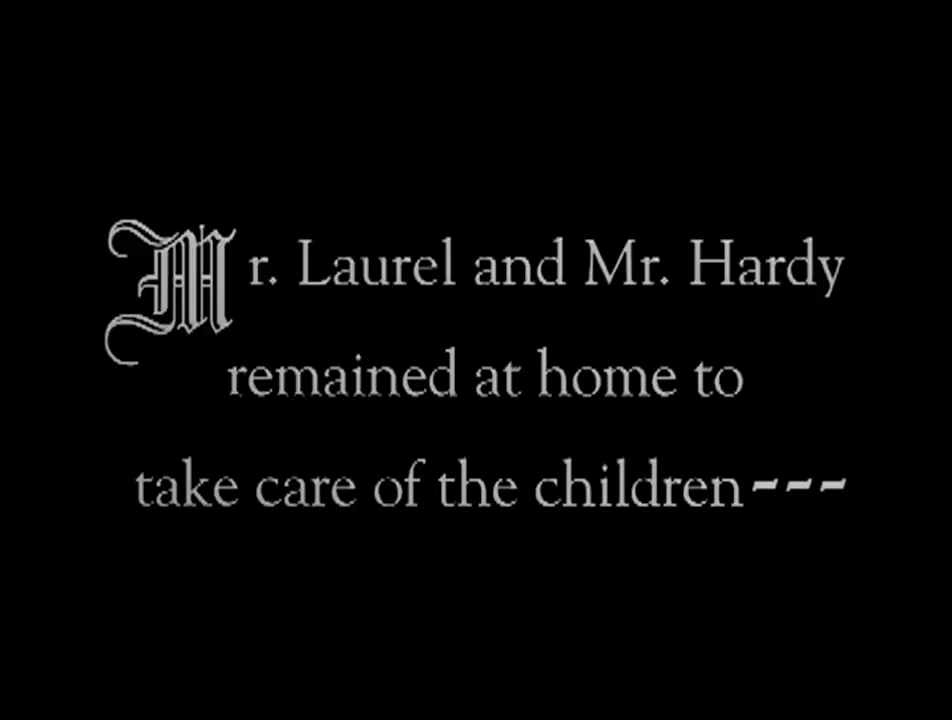 Mr. Laurel and Mr. Hardy
remained at home to
take care of the children---